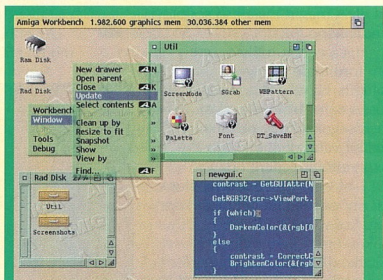 Amiga Workbench 1.982.600 graphics mem 30.036.384 other mem
Ram Disk
Rad Disk
Workbench
Window
Tools
Debug
New drawer N
Open parent
Close K
Update
Select contents A
Clean up by »
Resize to fit
Snapshot »
Show »
View by »
Find... F
Util
ScreenMode
SGrab
WBPattern
Palette
Font
DT_SaveBM
Rad Disk 27%
Util
Screenshots
newgui.c
contrast = GetGUIAttr(N
GetRGB32(scr->ViewPort.
if (which)
{
DarkenColor(&(rgb[0
}
else
{
contrast = CorrectC
BrightenColor(&(rgb